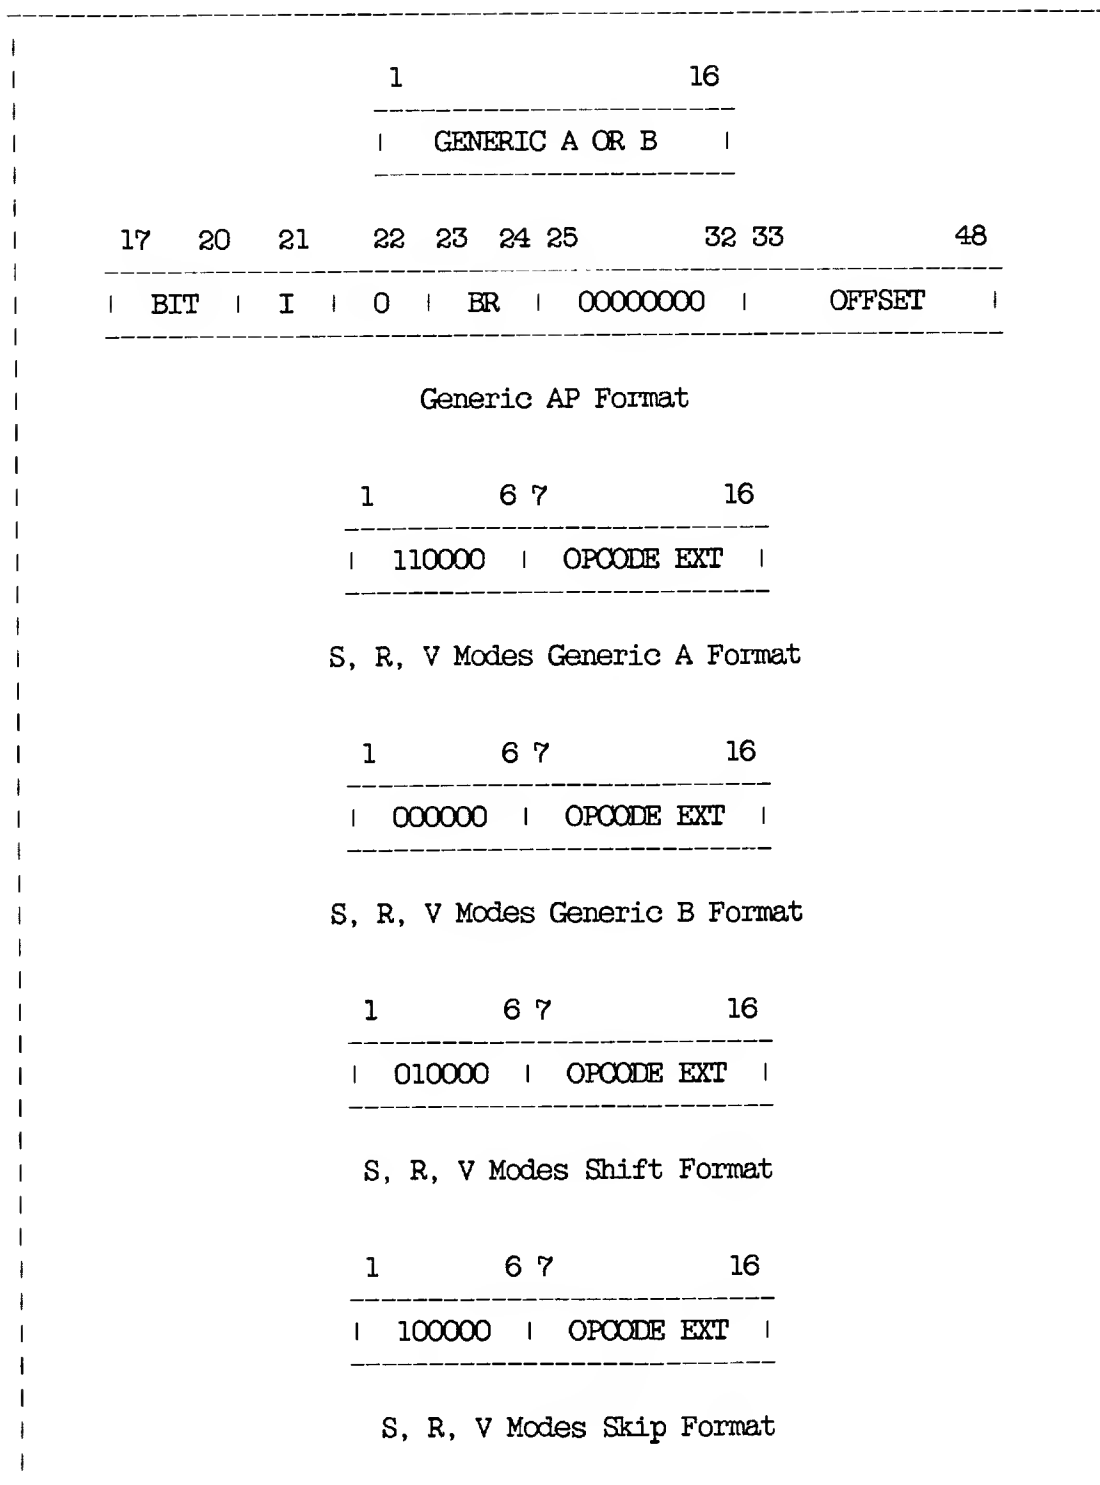 1 16
| GENERIC A OR B |
17 20 21 22 23 24 25 32 33 48
| BIT | I | 0 | BR | 00000000 | OFFSET |
Generic AP Format
1 6 7 16
| 110000 | OPCODE EXT |
S, R, V Modes Generic A Format
1 6 7 16
| 000000 | OPCODE EXT |
S, R, V Modes Generic B Format
1 6 7 16
| 010000 | OPCODE EXT |
S, R, V Modes Shift Format
1 6 7 16
| 100000 | OPCODE EXT |
S, R, V Modes Skip Format